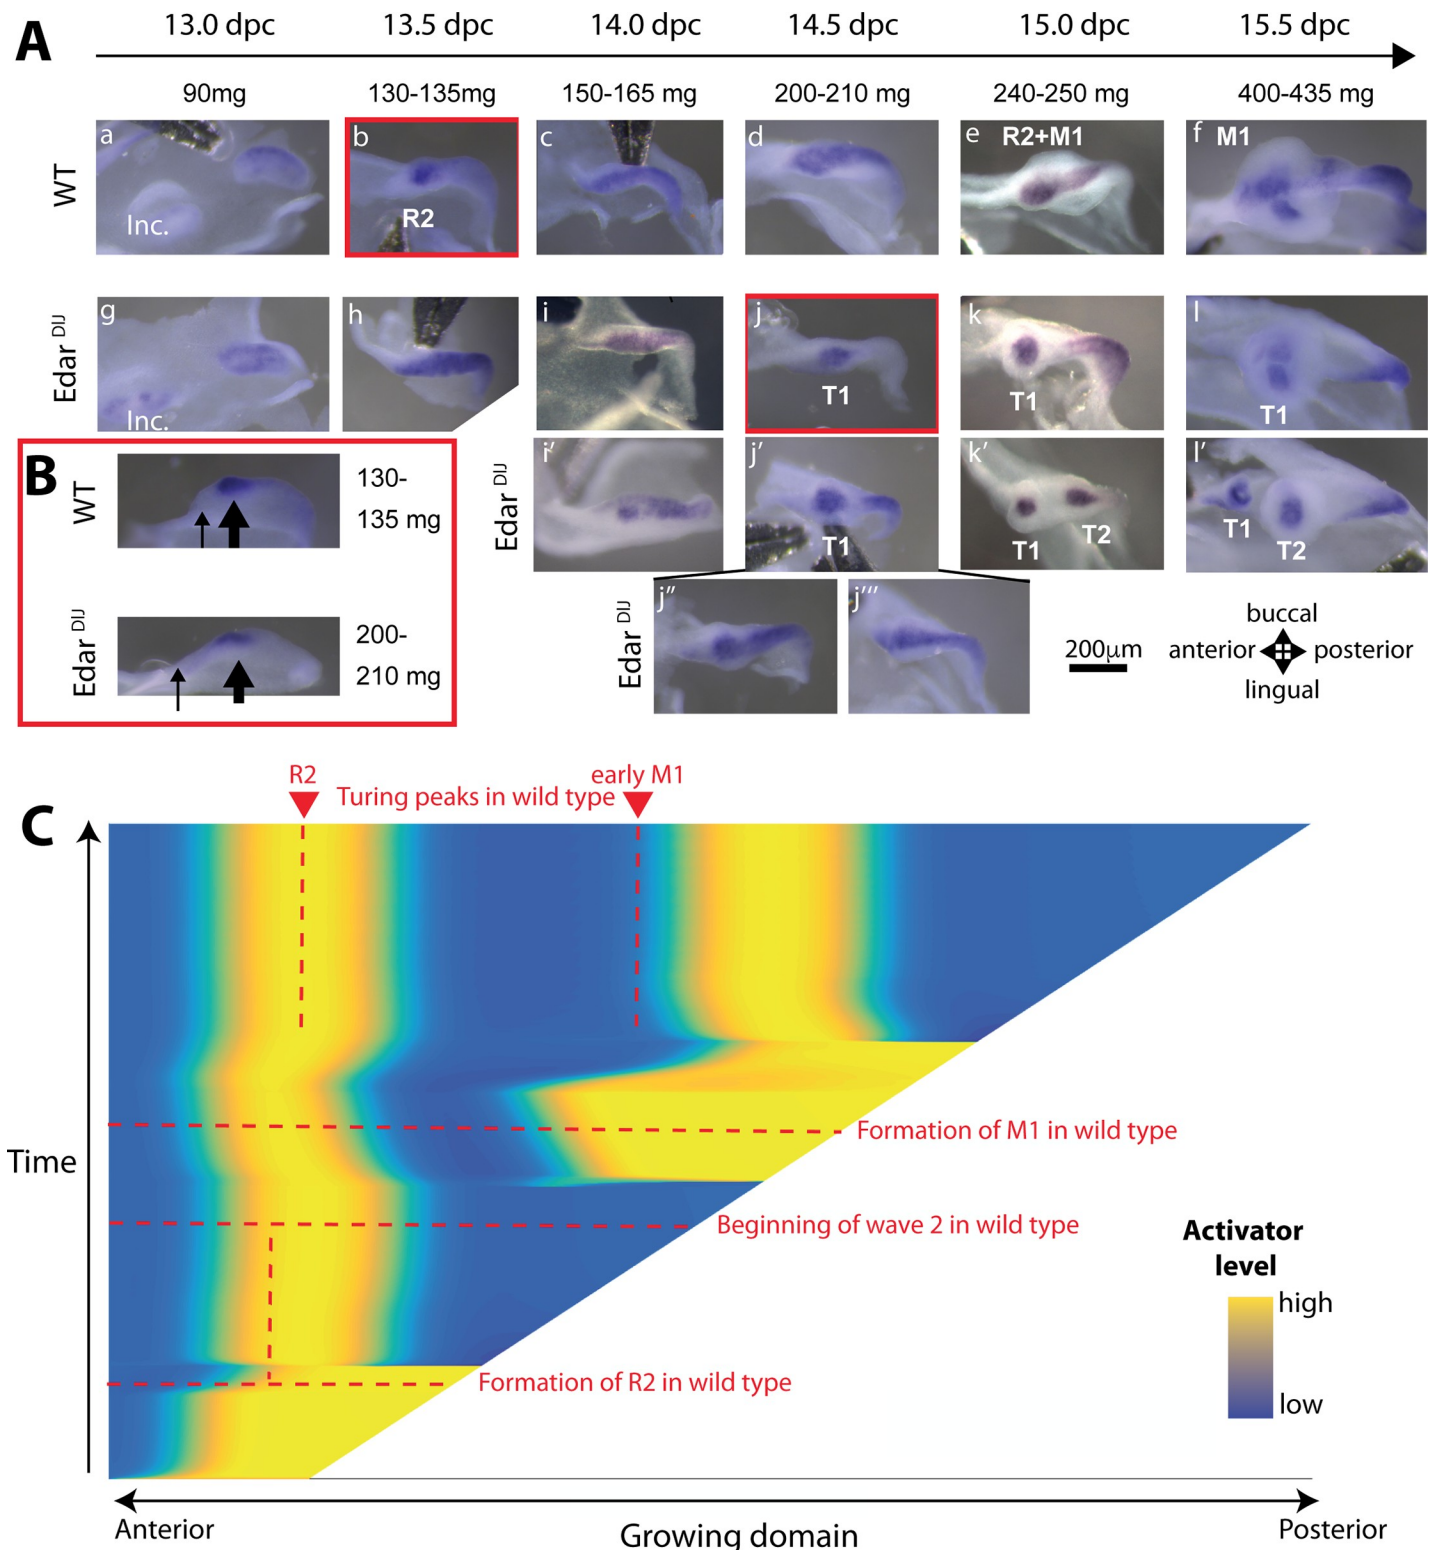 A
13.0 dpc 13.5 dpc 14.0 dpc 14.5 dpc 15.0 dpc 15.5 dpc
90mg 130-135mg 150-165 mg 200-210 mg 240-250 mg 400-435 mg
WT
a Inc.
b R2
c
d
e R2+M1
f M1
Edar DlJ
g Inc.
h
i
j T1
k T1
l T1
Edar DlJ
i'
j' T1
k' T1 T2
l' T1 T2
Edar DlJ
j''
j'''
200µm
buccal
anterior posterior
lingual
B
WT
130-
135 mg
Edar DlJ
200-
210 mg
C
R2 early M1
Turing peaks in wild type
Formation of M1 in wild type
Time
Beginning of wave 2 in wild type
Formation of R2 in wild type
Activator
level
high
low
Anterior Growing domain Posterior